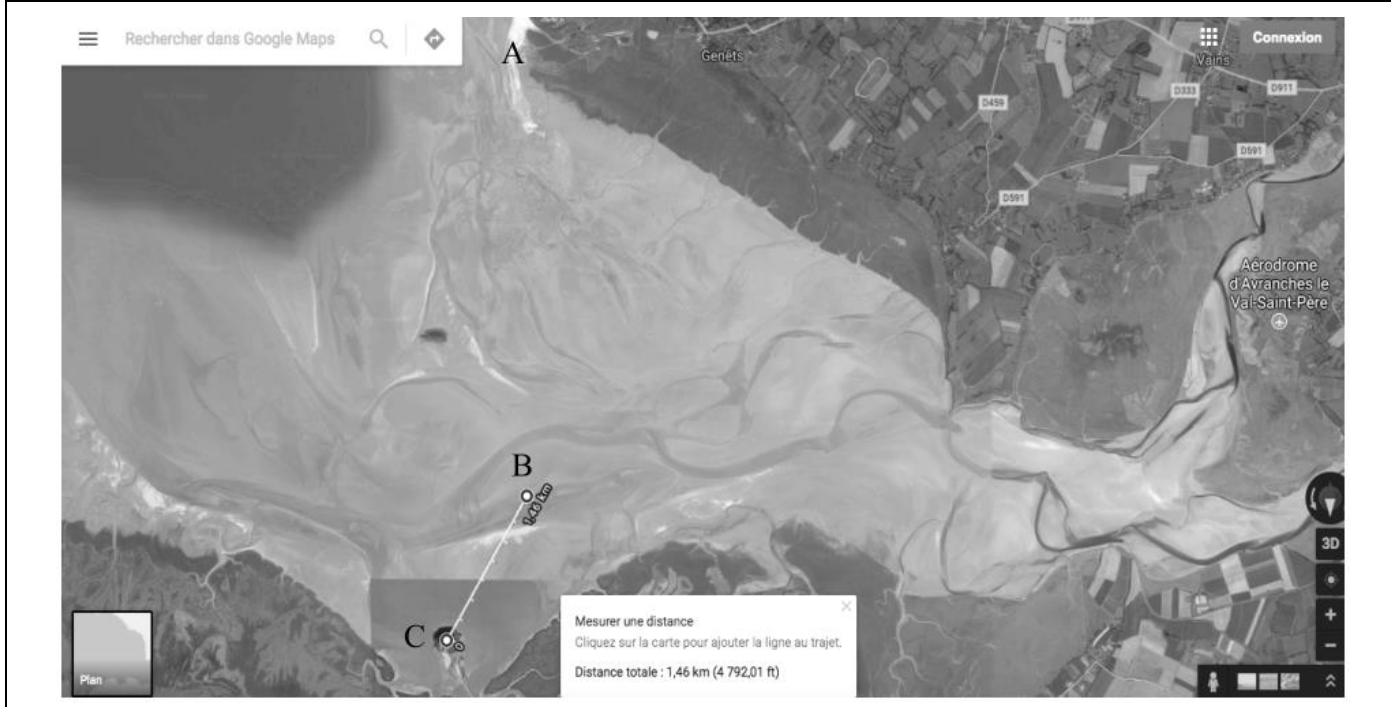 Rechercher dans Google Maps
A
Genêts
Connexion
Vains
D333
D911
D459
D591
D591
Aérodrome
d'Avranches le
Val-Saint-Père
B
1,46 km
3D
C
0
Mesurer une distance
Cliquez sur la carte pour ajouter la ligne au trajet.
Distance totale : 1,46 km (4 792,01 ft)
Plan